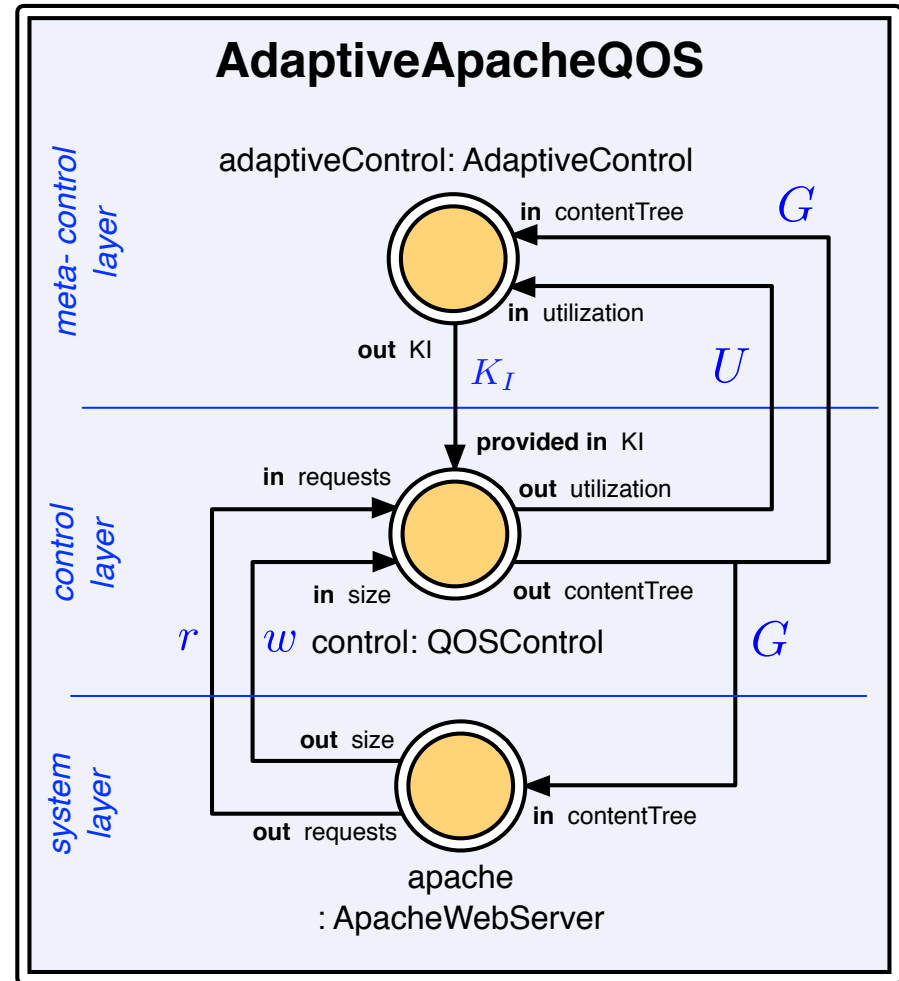 AdaptiveApacheQOS
adaptiveControl: AdaptiveControl
meta- control
layer
in contentTree
G
in utilization
out KI
K_I
U
provided in KI
in requests
out utilization
control
layer
in size
out contentTree
r
w
control: QOSControl
G
system
layer
out size
in contentTree
out requests
apache
: ApacheWebServer